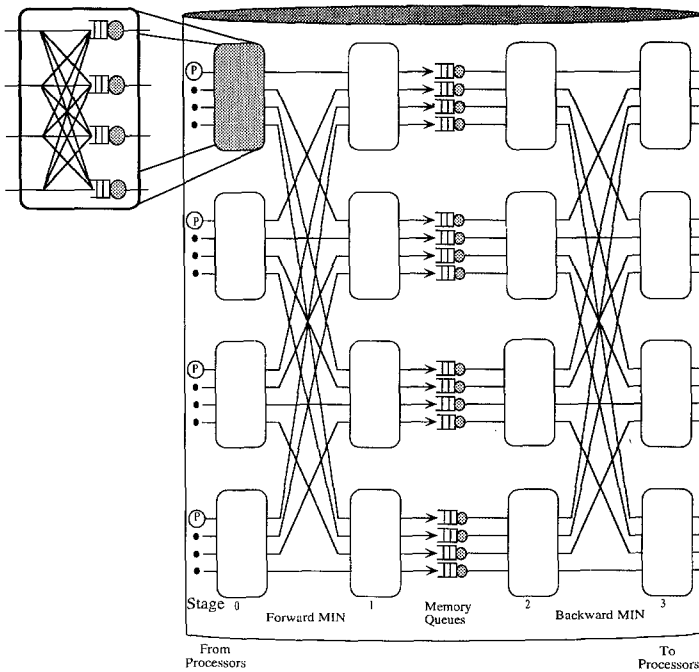 P
P
P
P
Stage 0 1 2 3
Forward MIN
Memory
Queues
Backward MIN
From
Processors
To
Processors